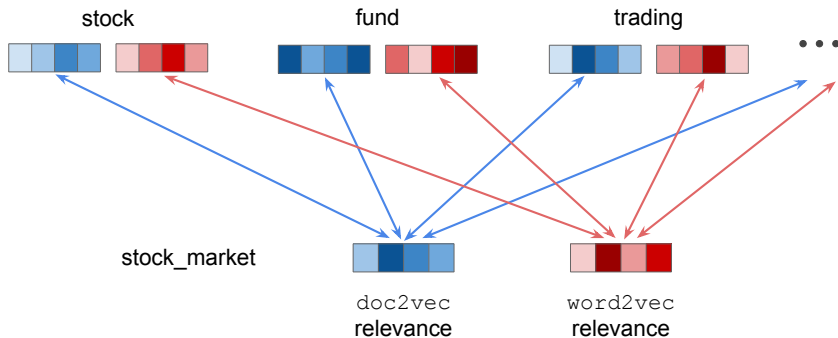 stock
fund
trading
...
stock_market
doc2vec
relevance
word2vec
relevance